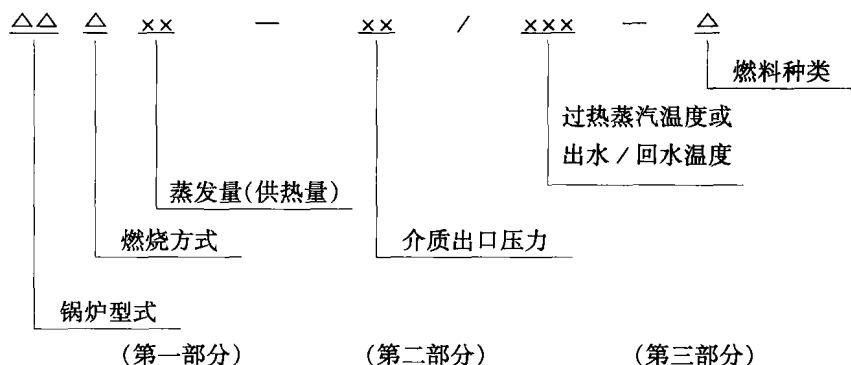 △△ △ ×× — ×× / ××× — △
燃料种类
过热蒸汽温度或
出水/回水温度
蒸发量(供热量)
燃烧方式 介质出口压力
锅炉型式
(第一部分) (第二部分) (第三部分)